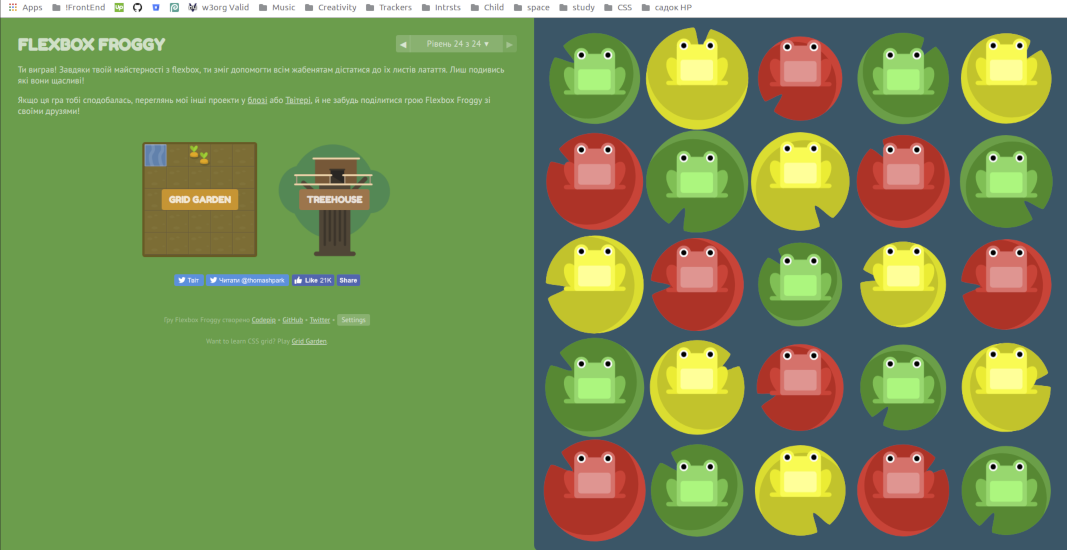 Apps !FrontEnd Up w3org Valid Music Creativity Trackers Intrsts Child space study CSS садок HP
FLEXBOX FROGGY
◀ Рівень 24 з 24 ▾ ▶
Ти виграв! Завдяки твоїй майстерності з flexbox, ти зміг допомогти всім жабенятам дістатися до їх листів латаття. Лиш подивись
які вони щасливі!
Якщо ця гра тобі сподобалась, переглянь мої інші проекти у блозі або Твітері, й не забудь поділитися грою Flexbox Froggy зі
своїми друзями!
GRID GARDEN
TREEHOUSE
Твіт Читати @thomashpark Like 21K Share
Гру Flexbox Froggy створено Codepip • GitHub • Twitter • Settings
Want to learn CSS grid? Play Grid Garden.